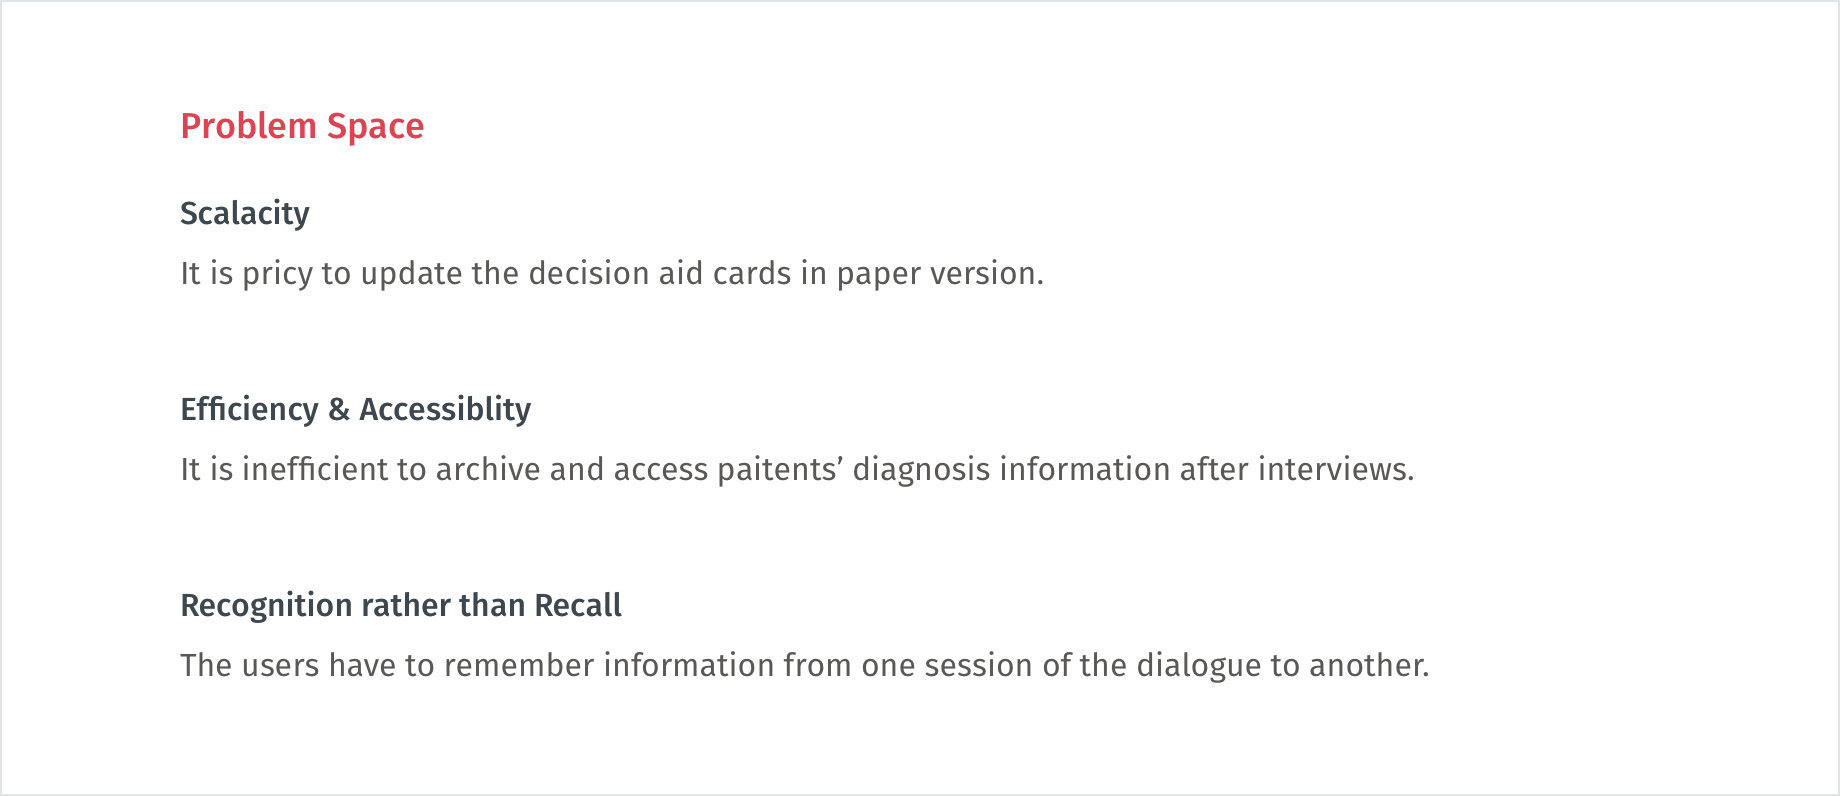 Problem Space
Scalacity
It is pricy to update the decision aid cards in paper version.
Efficiency & Accessiblity
It is inefficient to archive and access paitents’ diagnosis information after interviews.
Recognition rather than Recall
The users have to remember information from one session of the dialogue to another.